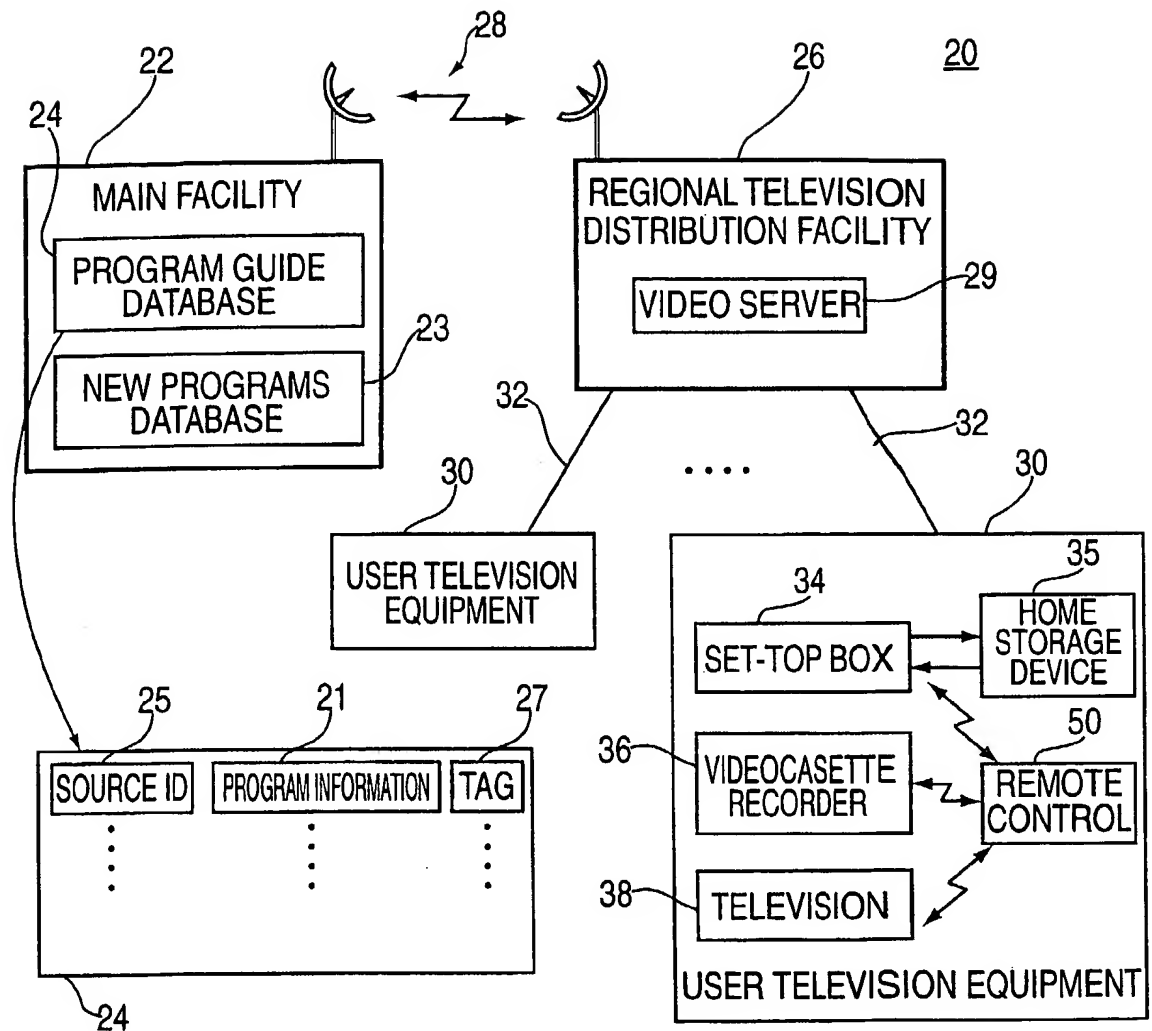 28
20
22
26
24
MAIN FACILITY
REGIONAL TELEVISION
DISTRIBUTION FACILITY
PROGRAM GUIDE
DATABASE
VIDEO SERVER
29
23
NEW PROGRAMS
DATABASE
32
32
30
30
USER TELEVISION
EQUIPMENT
34
35
SET-TOP BOX
HOME
STORAGE
DEVICE
25
21
27
36
50
SOURCE ID
PROGRAM INFORMATION
TAG
VIDEOCASETTE
RECORDER
REMOTE
CONTROL
38
TELEVISION
USER TELEVISION EQUIPMENT
24